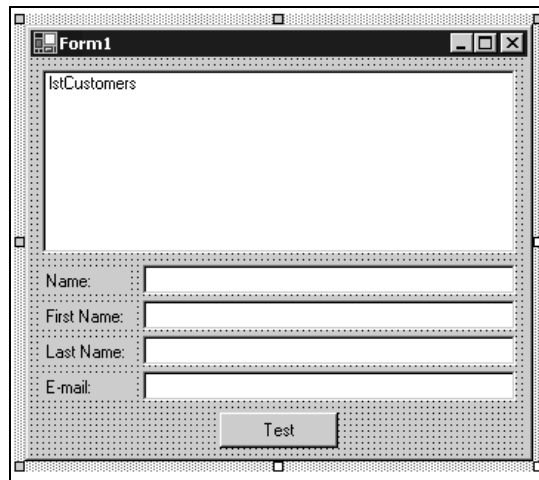 Form1
lstCustomers
Name:
First Name:
Last Name:
E-mail:
Test